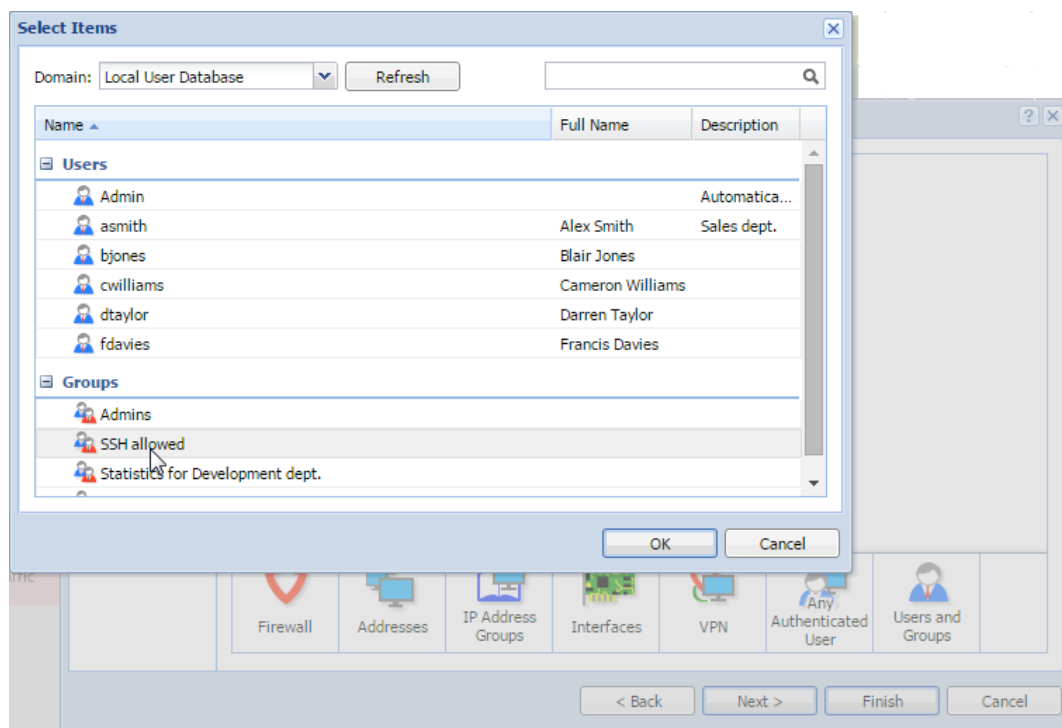 Select Items
Domain: Local User Database Refresh
Name Full Name Description
Users
Admin Automatica...
asmith Alex Smith Sales dept.
bjones Blair Jones
cwilliams Cameron Williams
dtaylor Darren Taylor
fdavies Francis Davies
Groups
Admins
SSH allowed
Statistics for Development dept.
OK Cancel
Firewall Addresses IP Address Groups Interfaces VPN Any Authenticated User Users and Groups
< Back Next > Finish Cancel